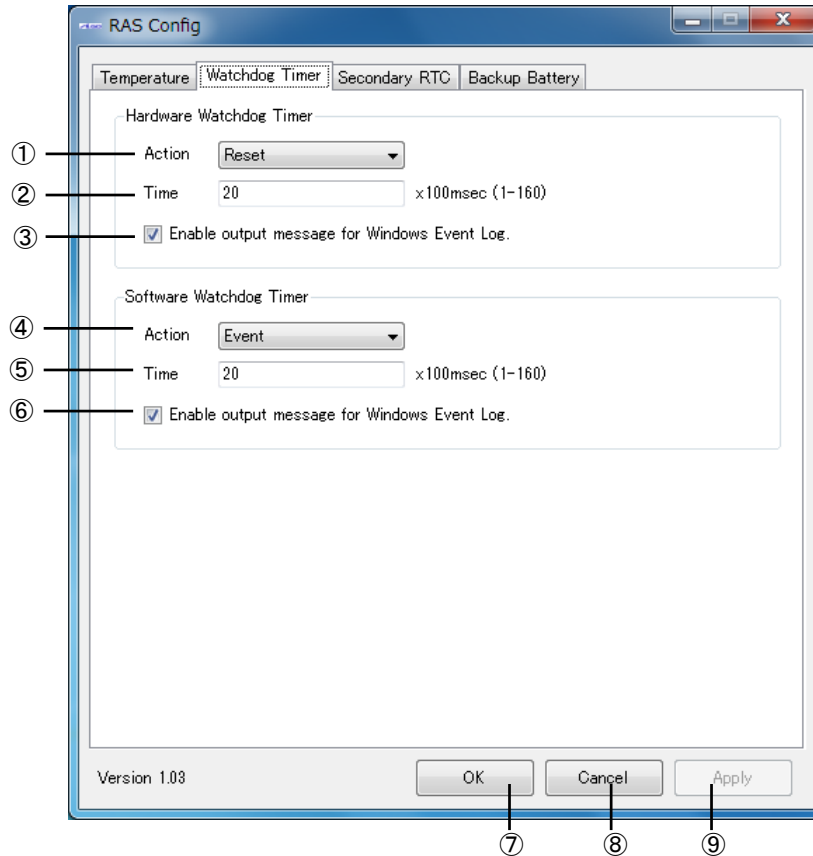 RAS Config
Temperature Watchdog Timer Secondary RTC Backup Battery
Hardware Watchdog Timer
① Action Reset
② Time 20 x100msec (1-160)
③ Enable output message for Windows Event Log.
Software Watchdog Timer
④ Action Event
⑤ Time 20 x100msec (1-160)
⑥ Enable output message for Windows Event Log.
Version 1.03 OK Cancel Apply
⑦ ⑧ ⑨